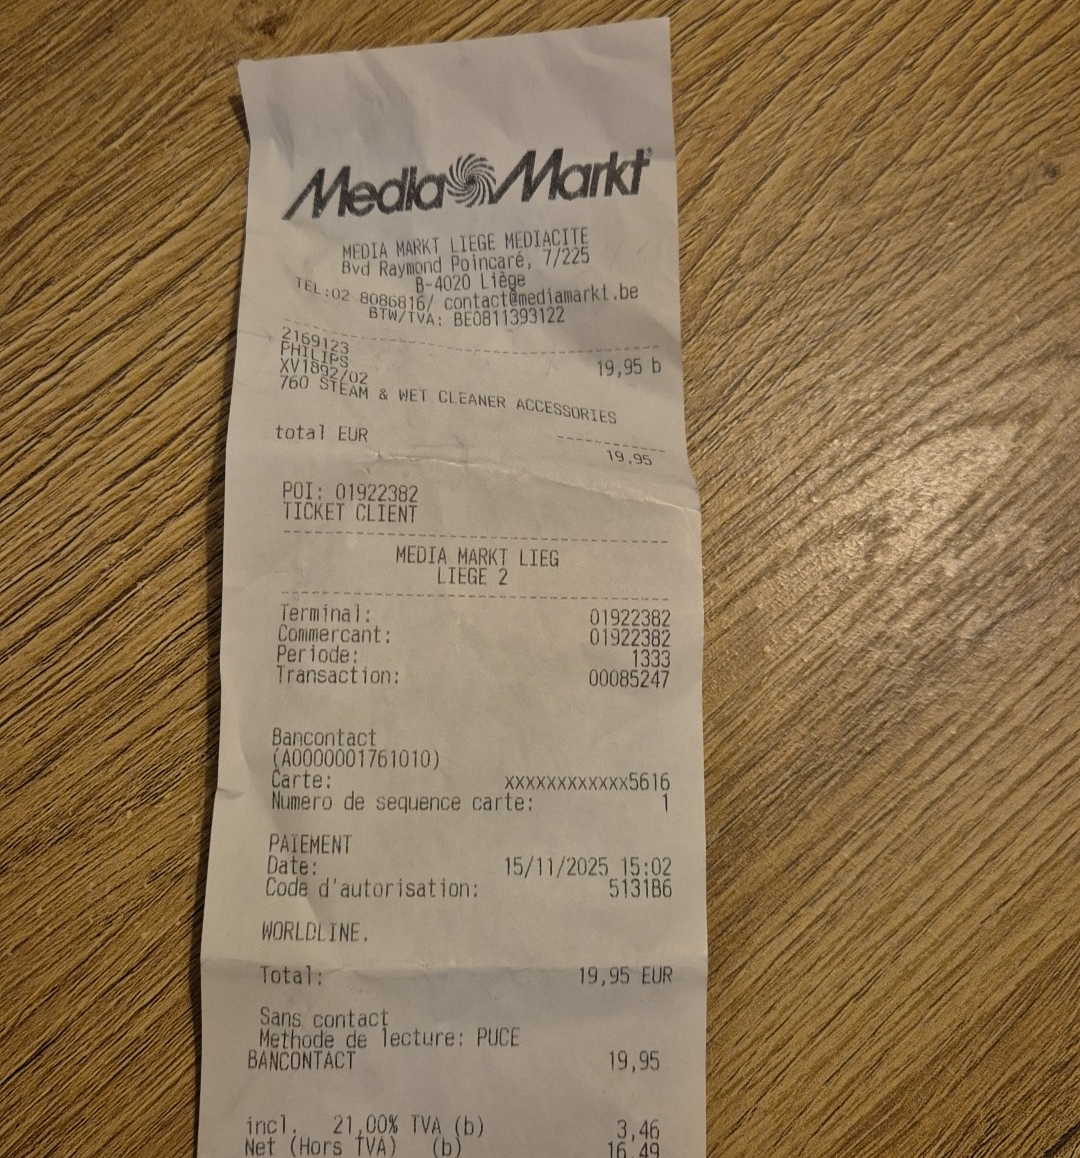 Media Markt
MEDIA MARKT LIEGE MEDIACITE
Bvd Raymond Poincaré, 7/225
B-4020 Liège
TEL:02 8086816/ contact@mediamarkt.be
BTW/TVA: BE0811393122
2169123
PHILIPS 19,95 b
XV1892/02
760 STEAM & WET CLEANER ACCESSORIES
total EUR 19,95
POI: 01922382
TICKET CLIENT
MEDIA MARKT LIEG
LIEGE 2
Terminal: 01922382
Commercant: 01922382
Periode: 1333
Transaction: 00085247
Bancontact
(A0000001761010)
Carte: xxxxxxxxxxxx5616
Numero de sequence carte: 1
PAIEMENT
Date: 15/11/2025 15:02
Code d'autorisation: 5131B6
WORLDLINE.
Total: 19,95 EUR
Sans contact
Methode de lecture: PUCE
BANCONTACT 19,95
incl. 21,00% TVA (b) 3,46
Net (Hors TVA) (b) 16,49